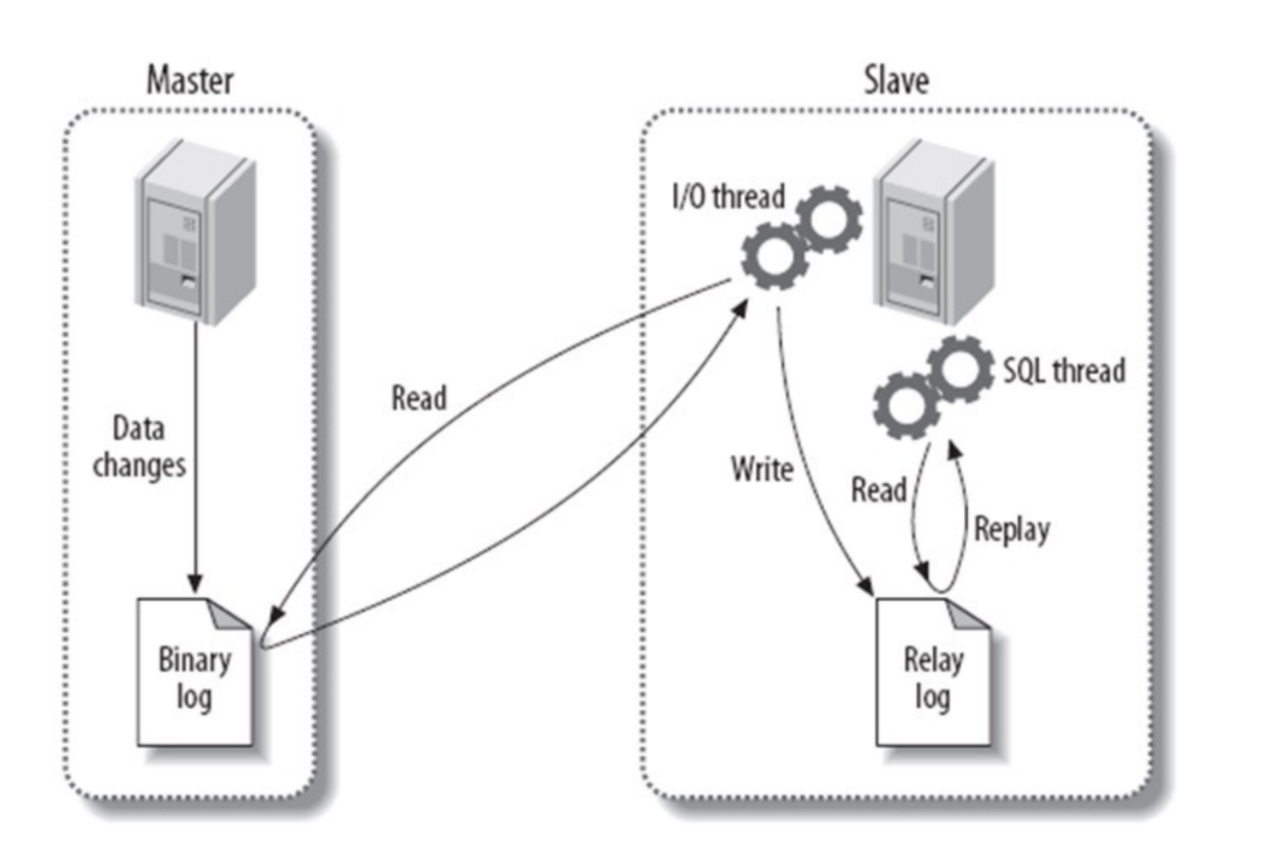 Master
Slave
I/O thread
SQL thread
Read
Data
changes
Write
Read
Replay
Binary
log
Relay
log